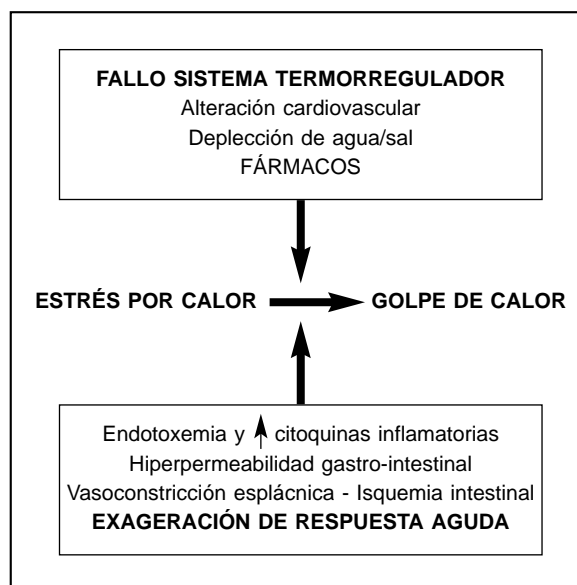 FALLO SISTEMA TERMORREGULADOR
Alteración cardiovascular
Deplección de agua/sal
FÁRMACOS
ESTRÉS POR CALOR
GOLPE DE CALOR
Endotoxemia y ↑ citoquinas inflamatorias
Hiperpermeabilidad gastro-intestinal
Vasoconstricción esplácnica - Isquemia intestinal
EXAGERACIÓN DE RESPUESTA AGUDA